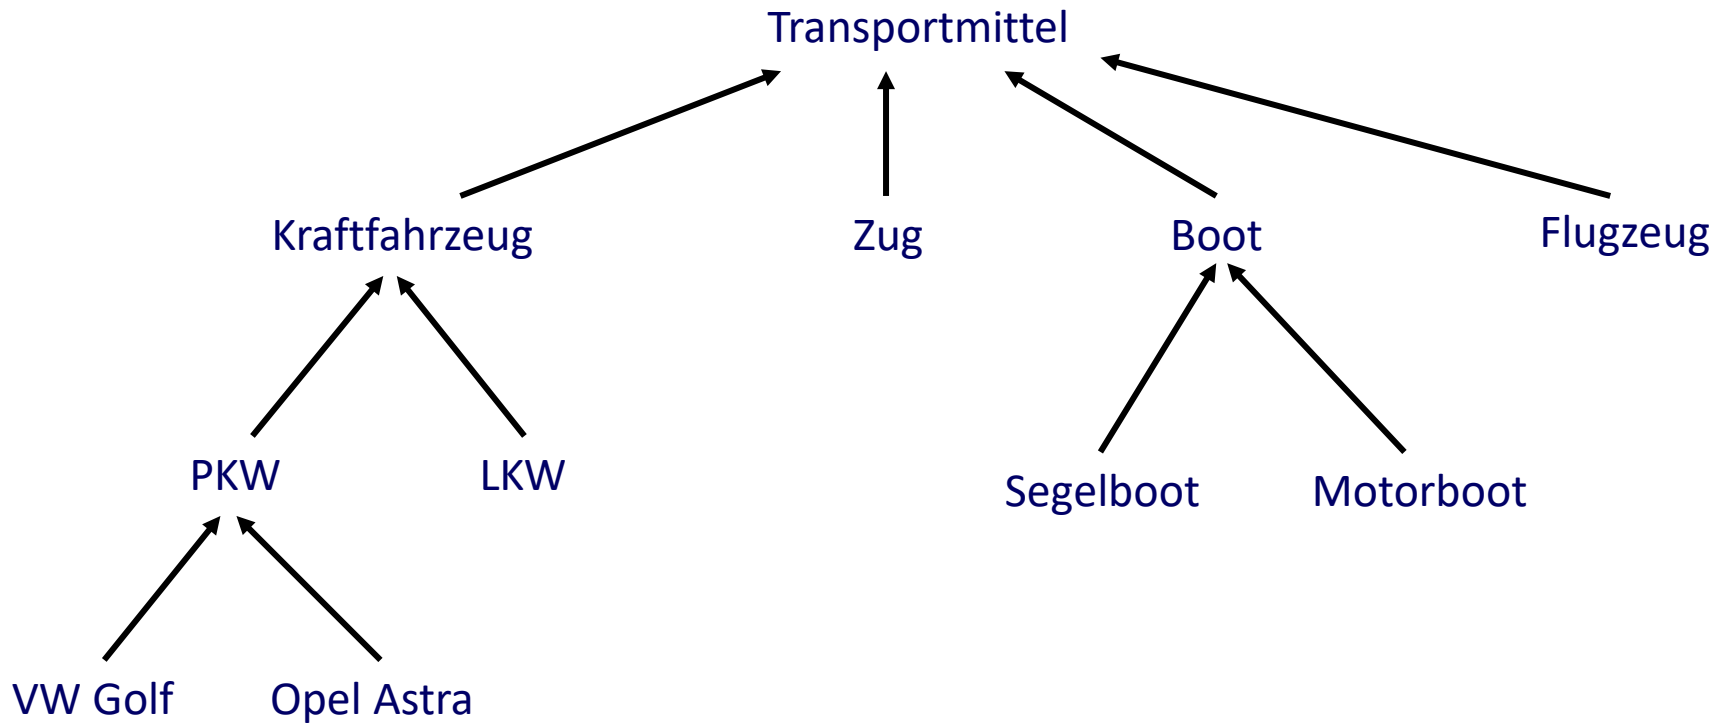 Transportmittel
Kraftfahrzeug
Zug
Boot
Flugzeug
PKW
LKW
Segelboot
Motorboot
VW Golf
Opel Astra